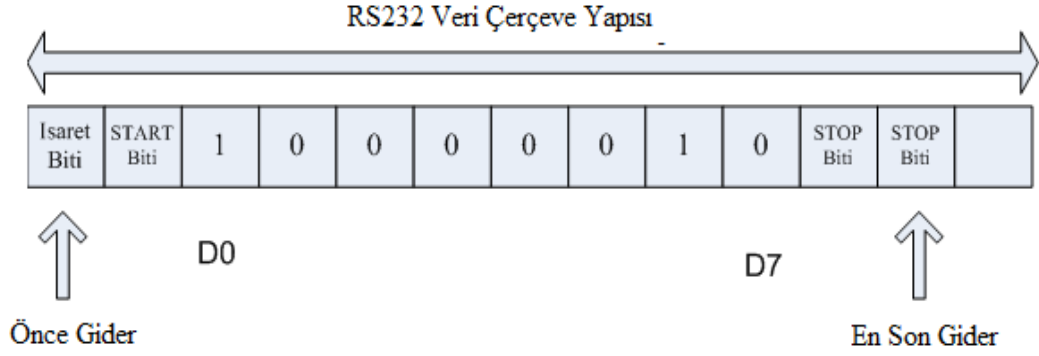 RS232 Veri Çerçeve Yapısı
Isaret Biti START Biti 1 0 0 0 0 0 1 0 STOP Biti STOP Biti
D0 D7
Önce Gider En Son Gider